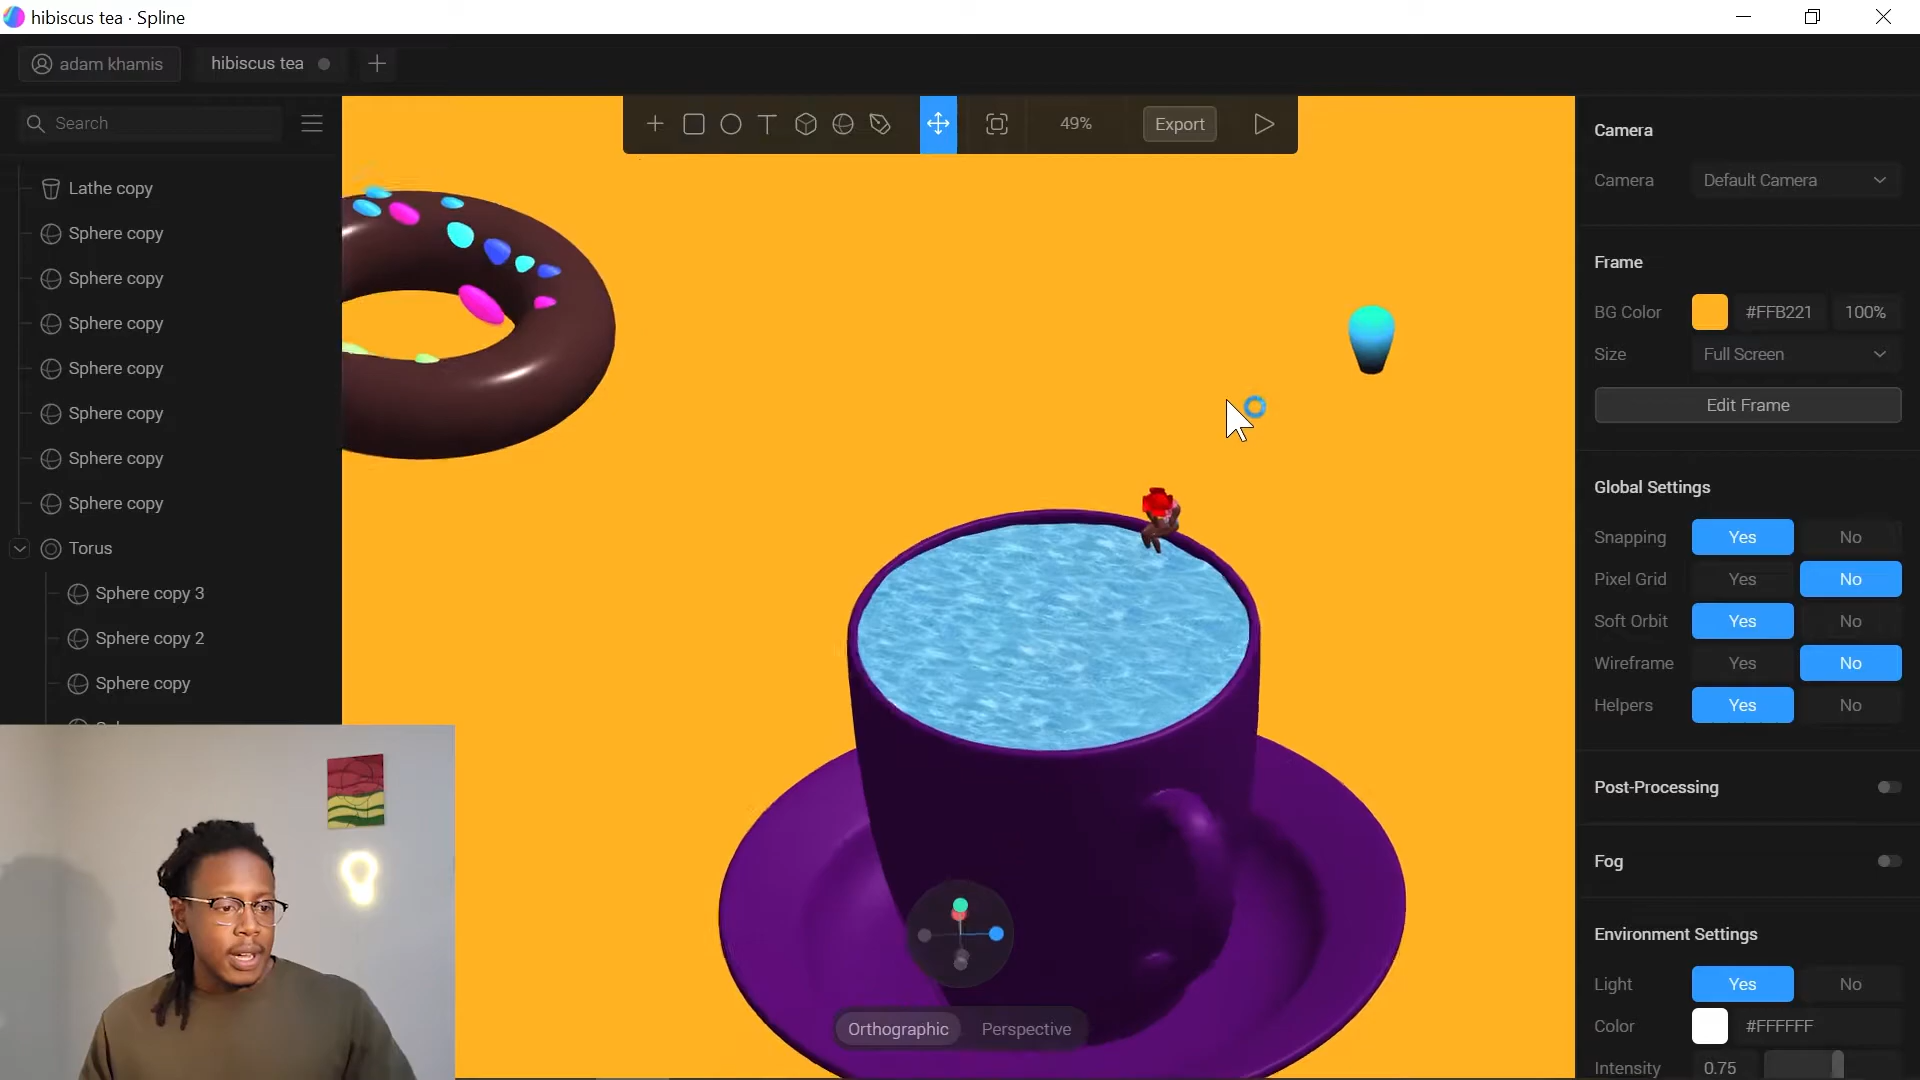 hibiscus tea · Spline
adam khamis
hibiscus tea
Search
Lathe copy
Sphere copy
Sphere copy
Sphere copy
Sphere copy
Sphere copy
Sphere copy
Sphere copy
Torus
Sphere copy 3
Sphere copy 2
Sphere copy
49%
Export
Orthographic
Perspective
Camera
Camera Default Camera
Frame
BG Color #FFB221 100%
Size Full Screen
Edit Frame
Global Settings
Snapping Yes No
Pixel Grid Yes No
Soft Orbit Yes No
Wireframe Yes No
Helpers Yes No
Post-Processing
Fog
Environment Settings
Light Yes No
Color #FFFFFF
Intensity 0.75